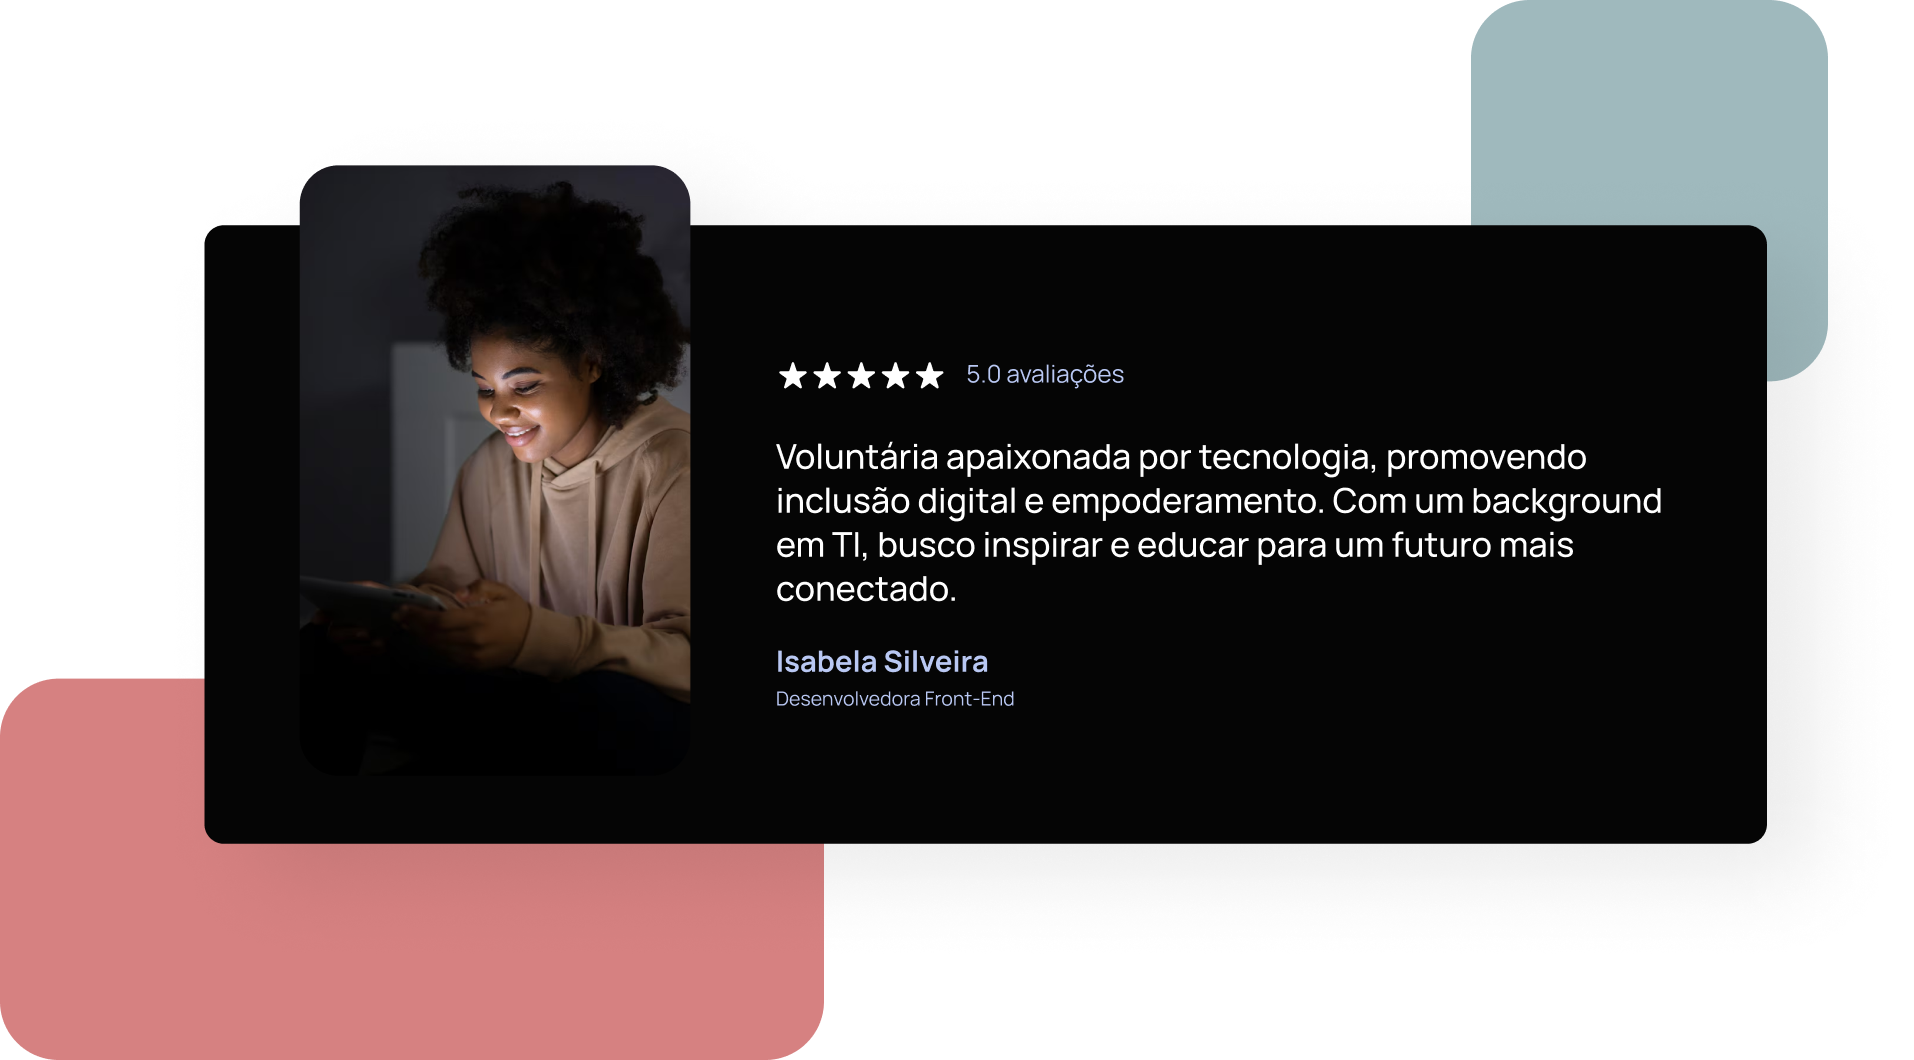 5.0 avaliações
Voluntária apaixonada por tecnologia, promovendo
inclusão digital e empoderamento. Com um background
em TI, busco inspirar e educar para um futuro mais
conectado.
Isabela Silveira
Desenvolvedora Front-End